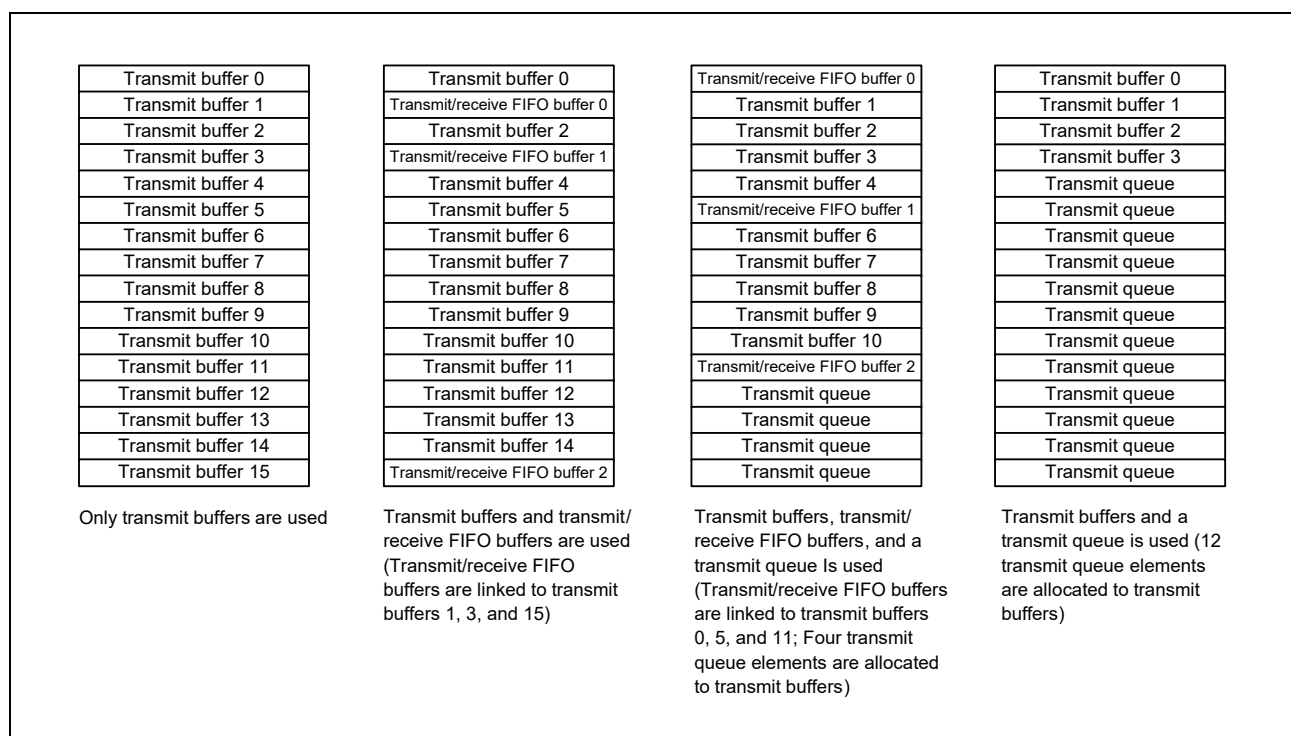 Transmit buffer 0
Transmit buffer 1
Transmit buffer 2
Transmit buffer 3
Transmit buffer 4
Transmit buffer 5
Transmit buffer 6
Transmit buffer 7
Transmit buffer 8
Transmit buffer 9
Transmit buffer 10
Transmit buffer 11
Transmit buffer 12
Transmit buffer 13
Transmit buffer 14
Transmit buffer 15
Only transmit buffers are used
Transmit buffer 0
Transmit/receive FIFO buffer 0
Transmit buffer 2
Transmit/receive FIFO buffer 1
Transmit buffer 4
Transmit buffer 5
Transmit buffer 6
Transmit buffer 7
Transmit buffer 8
Transmit buffer 9
Transmit buffer 10
Transmit buffer 11
Transmit buffer 12
Transmit buffer 13
Transmit buffer 14
Transmit/receive FIFO buffer 2
Transmit buffers and transmit/
receive FIFO buffers are used
(Transmit/receive FIFO
buffers are linked to transmit
buffers 1, 3, and 15)
Transmit/receive FIFO buffer 0
Transmit buffer 1
Transmit buffer 2
Transmit buffer 3
Transmit buffer 4
Transmit/receive FIFO buffer 1
Transmit buffer 6
Transmit buffer 7
Transmit buffer 8
Transmit buffer 9
Transmit buffer 10
Transmit/receive FIFO buffer 2
Transmit queue
Transmit queue
Transmit queue
Transmit queue
Transmit buffers, transmit/
receive FIFO buffers, and a
transmit queue Is used
(Transmit/receive FIFO buffers
are linked to transmit buffers
0, 5, and 11; Four transmit
queue elements are allocated
to transmit buffers)
Transmit buffer 0
Transmit buffer 1
Transmit buffer 2
Transmit buffer 3
Transmit queue
Transmit queue
Transmit queue
Transmit queue
Transmit queue
Transmit queue
Transmit queue
Transmit queue
Transmit queue
Transmit queue
Transmit queue
Transmit queue
Transmit buffers and a
transmit queue is used (12
transmit queue elements
are allocated to transmit
buffers)